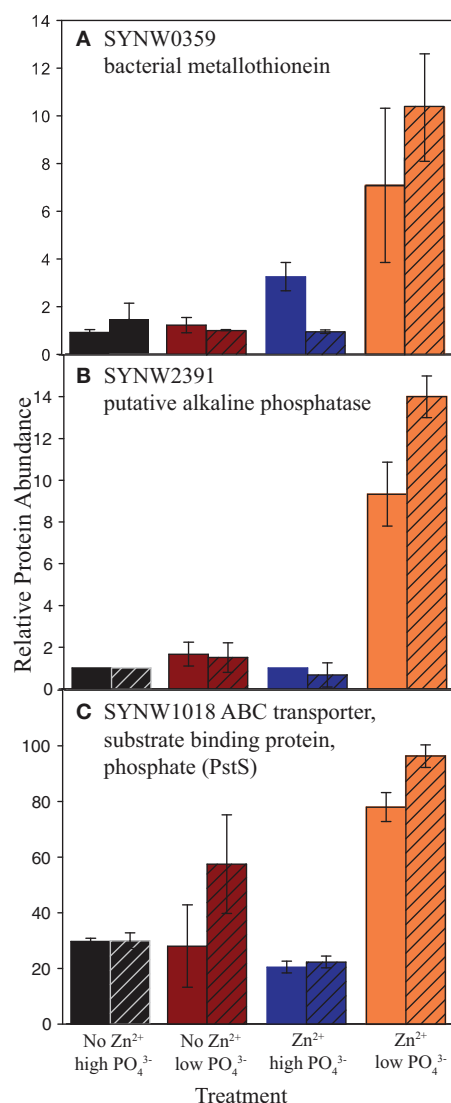 A SYNW0359
bacterial metallothionein
14
12
10
8
6
4
2
0
B SYNW2391
putative alkaline phosphatase
14
12
10
8
6
4
2
0
C SYNW1018 ABC transporter,
substrate binding protein,
phosphate (PstS)
100
80
60
40
20
0
Relative Protein Abundance
No Zn²⁺
high PO₄³⁻
No Zn²⁺
low PO₄³⁻
Zn²⁺
high PO₄³⁻
Zn²⁺
low PO₄³⁻
Treatment